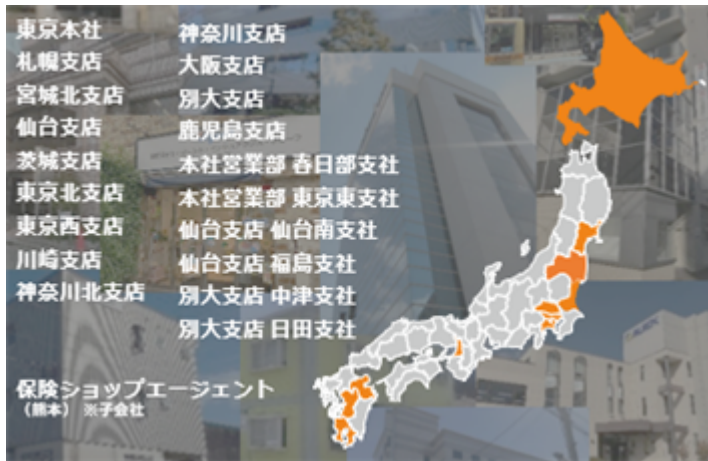 東京本社
札幌支店
宮城北支店
仙台支店
茨城支店
東京北支店
東京西支店
川崎支店
神奈川北支店
神奈川支店
大阪支店
別大支店
鹿児島支店
本社営業部 春日部支社
本社営業部 東京東支社
仙台支店 仙台南支社
仙台支店 福島支社
別大支店 中津支社
別大支店 日田支社
保険ショップエージェント
（熊本） ※子会社